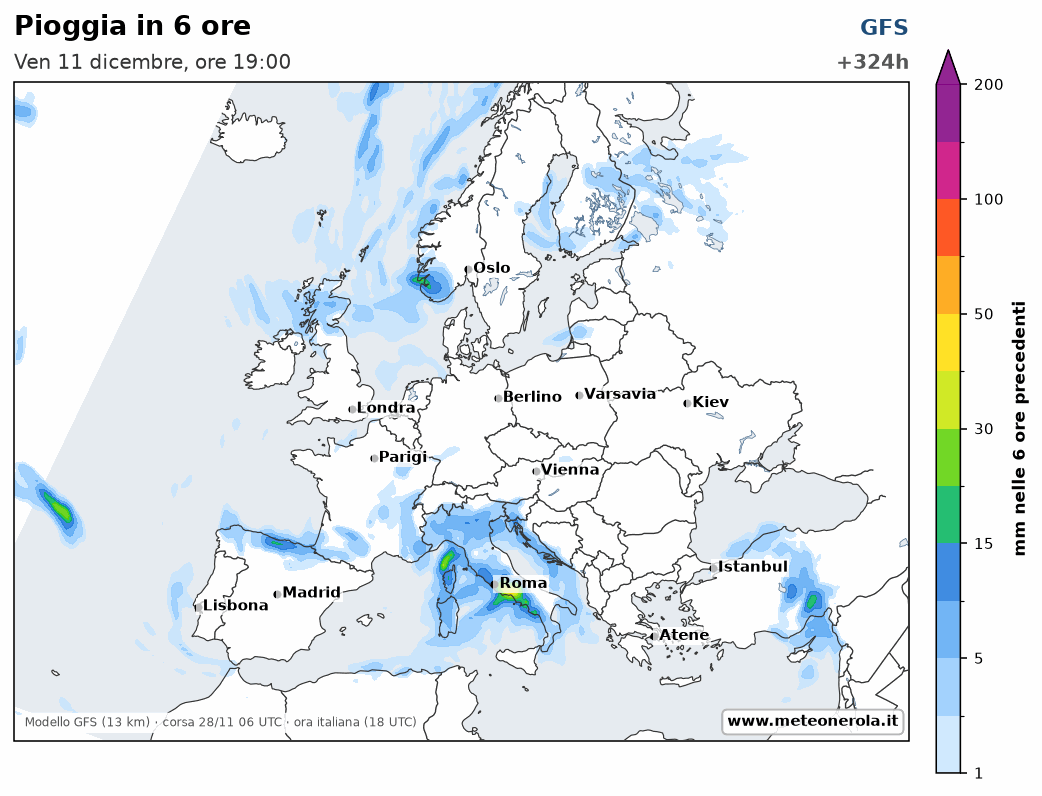 Pioggia in 6 ore
GFS
Ven 11 dicembre, ore 19:00
+324h
200
100
50
30
15
5
1
mm nelle 6 ore precedenti
Oslo
Berlino
Varsavia
Kiev
Londra
Parigi
Vienna
Istanbul
Roma
Madrid
Lisbona
Atene
Modello GFS (13 km) · corsa 28/11 06 UTC · ora italiana (18 UTC)
www.meteonerola.it